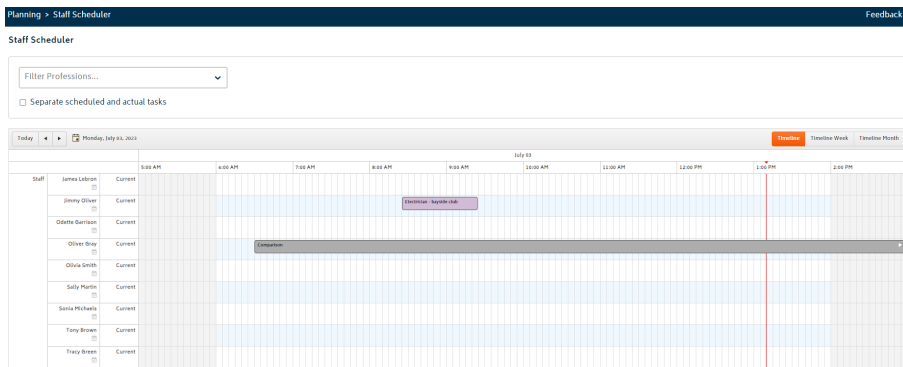 Planning > Staff Scheduler Feedback
Staff Scheduler
Filter Professions...
Separate scheduled and actual tasks
Today Monday, July 03, 2023 Timeline Timeline Week Timeline Month
July 03
5:00 AM 6:00 AM 7:00 AM 8:00 AM 9:00 AM 10:00 AM 11:00 AM 12:00 PM 1:00 PM 2:00 PM
Staff James Lebron Current
Jimmy Oliver Current Electrician - bayside club
Odette Garrison Current
Oliver Gray Current Comparison
Olivia Smith Current
Sally Martin Current
Sonia Michaels Current
Tony Brown Current
Tracy Green Current